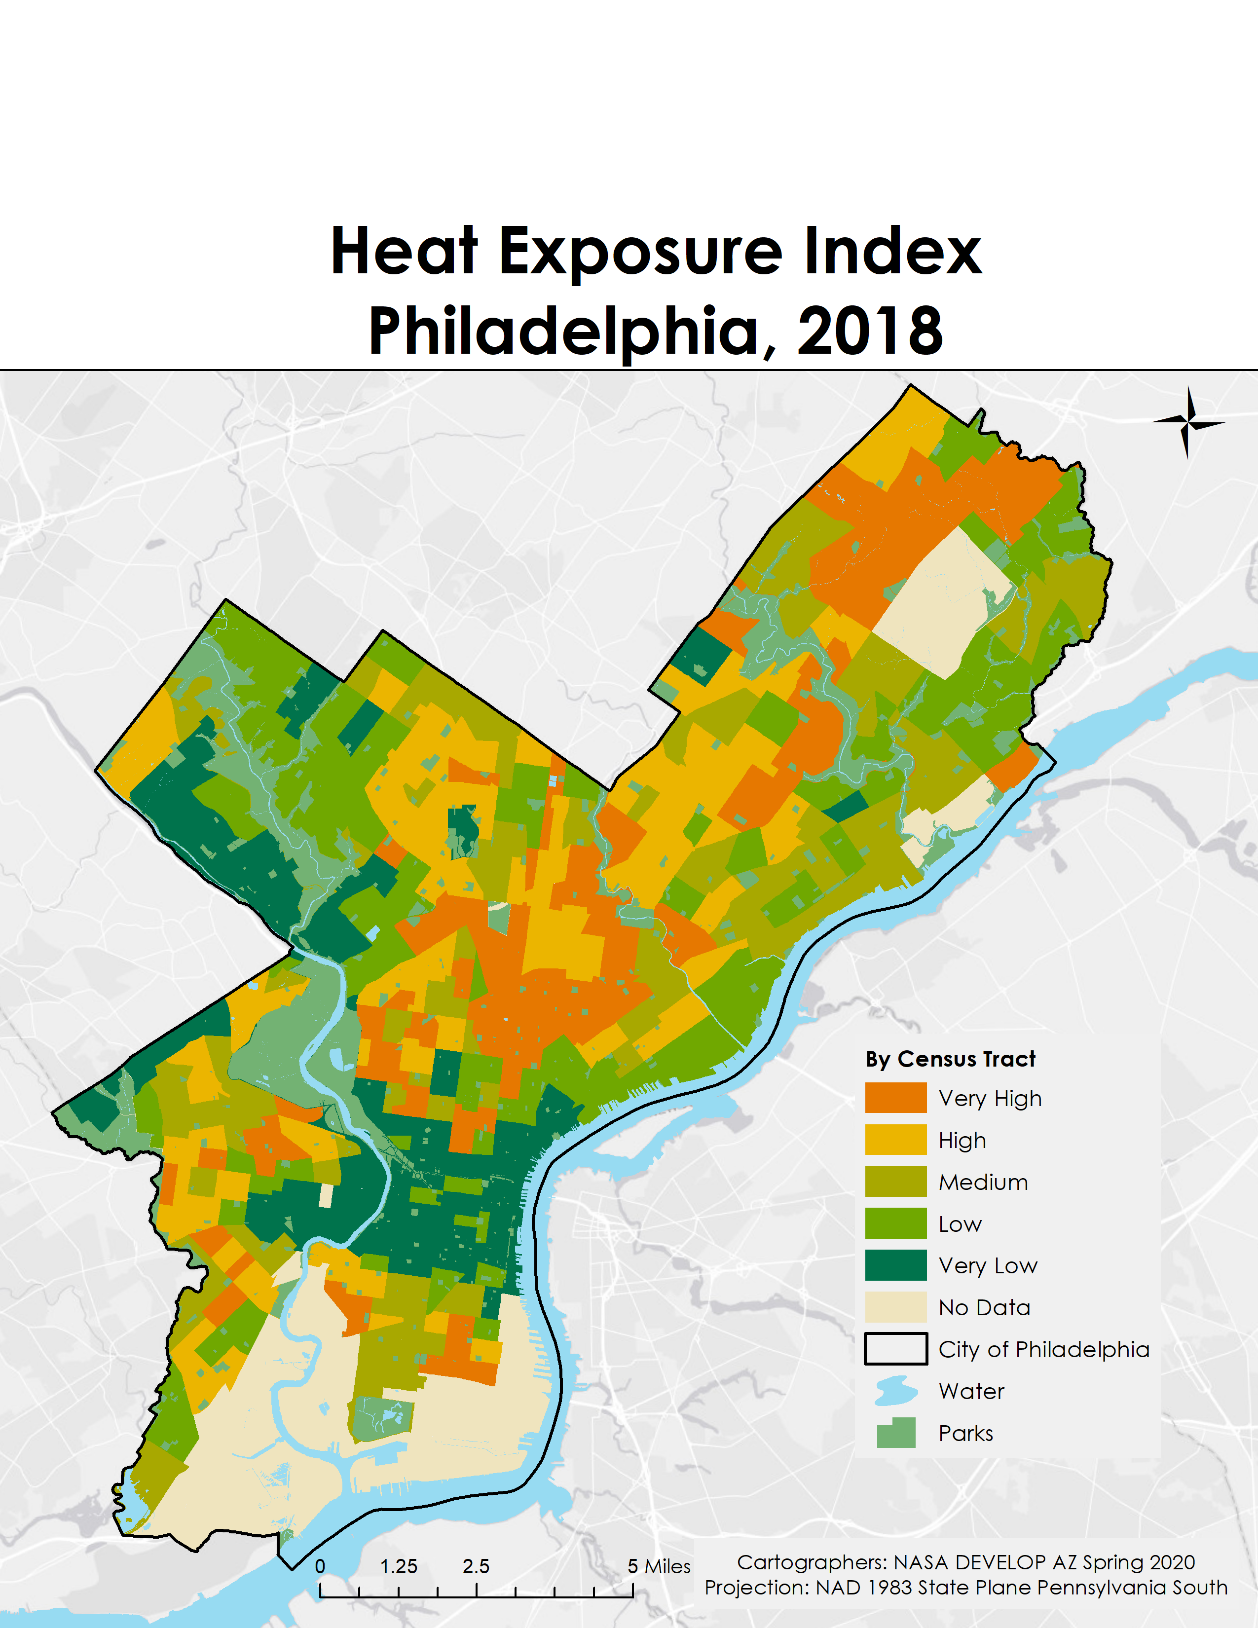 Heat Exposure Index
Philadelphia, 2018
By Census Tract
Very High
High
Medium
Low
Very Low
No Data
City of Philadelphia
Water
Parks
0 1.25 2.5 5 Miles
Cartographers: NASA DEVELOP AZ Spring 2020
Projection: NAD 1983 State Plane Pennsylvania South